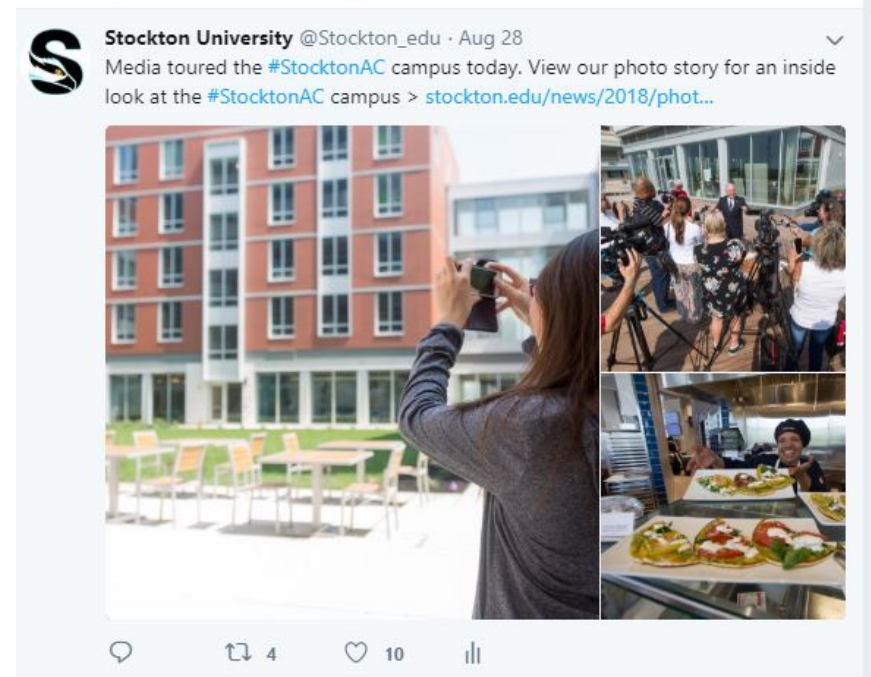 Stockton University @Stockton_edu · Aug 28
Media toured the #StocktonAC campus today. View our photo story for an inside
look at the #StocktonAC campus > stockton.edu/news/2018/phot...
4 10